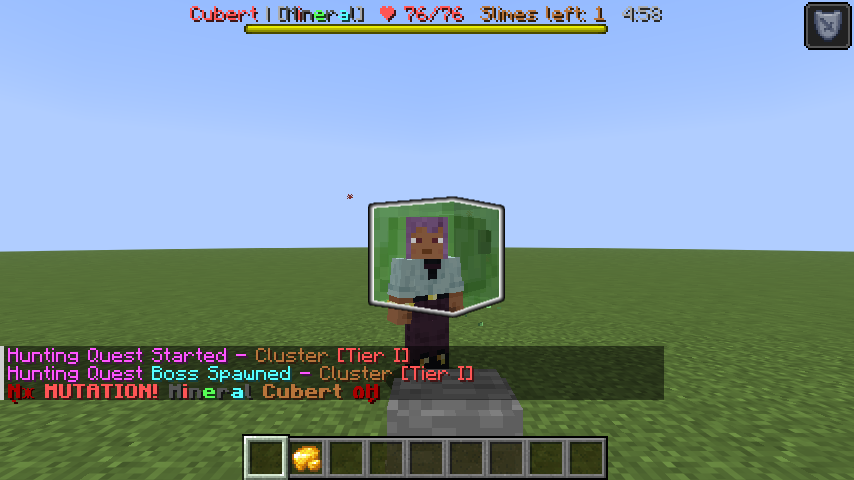 Cubert | [Mineral] ❤ 76/76 Slimes left: 1 4:58
Hunting Quest Started - Cluster [Tier I]
Hunting Quest Boss Spawned - Cluster [Tier I]
MUTATION! Mineral Cubert